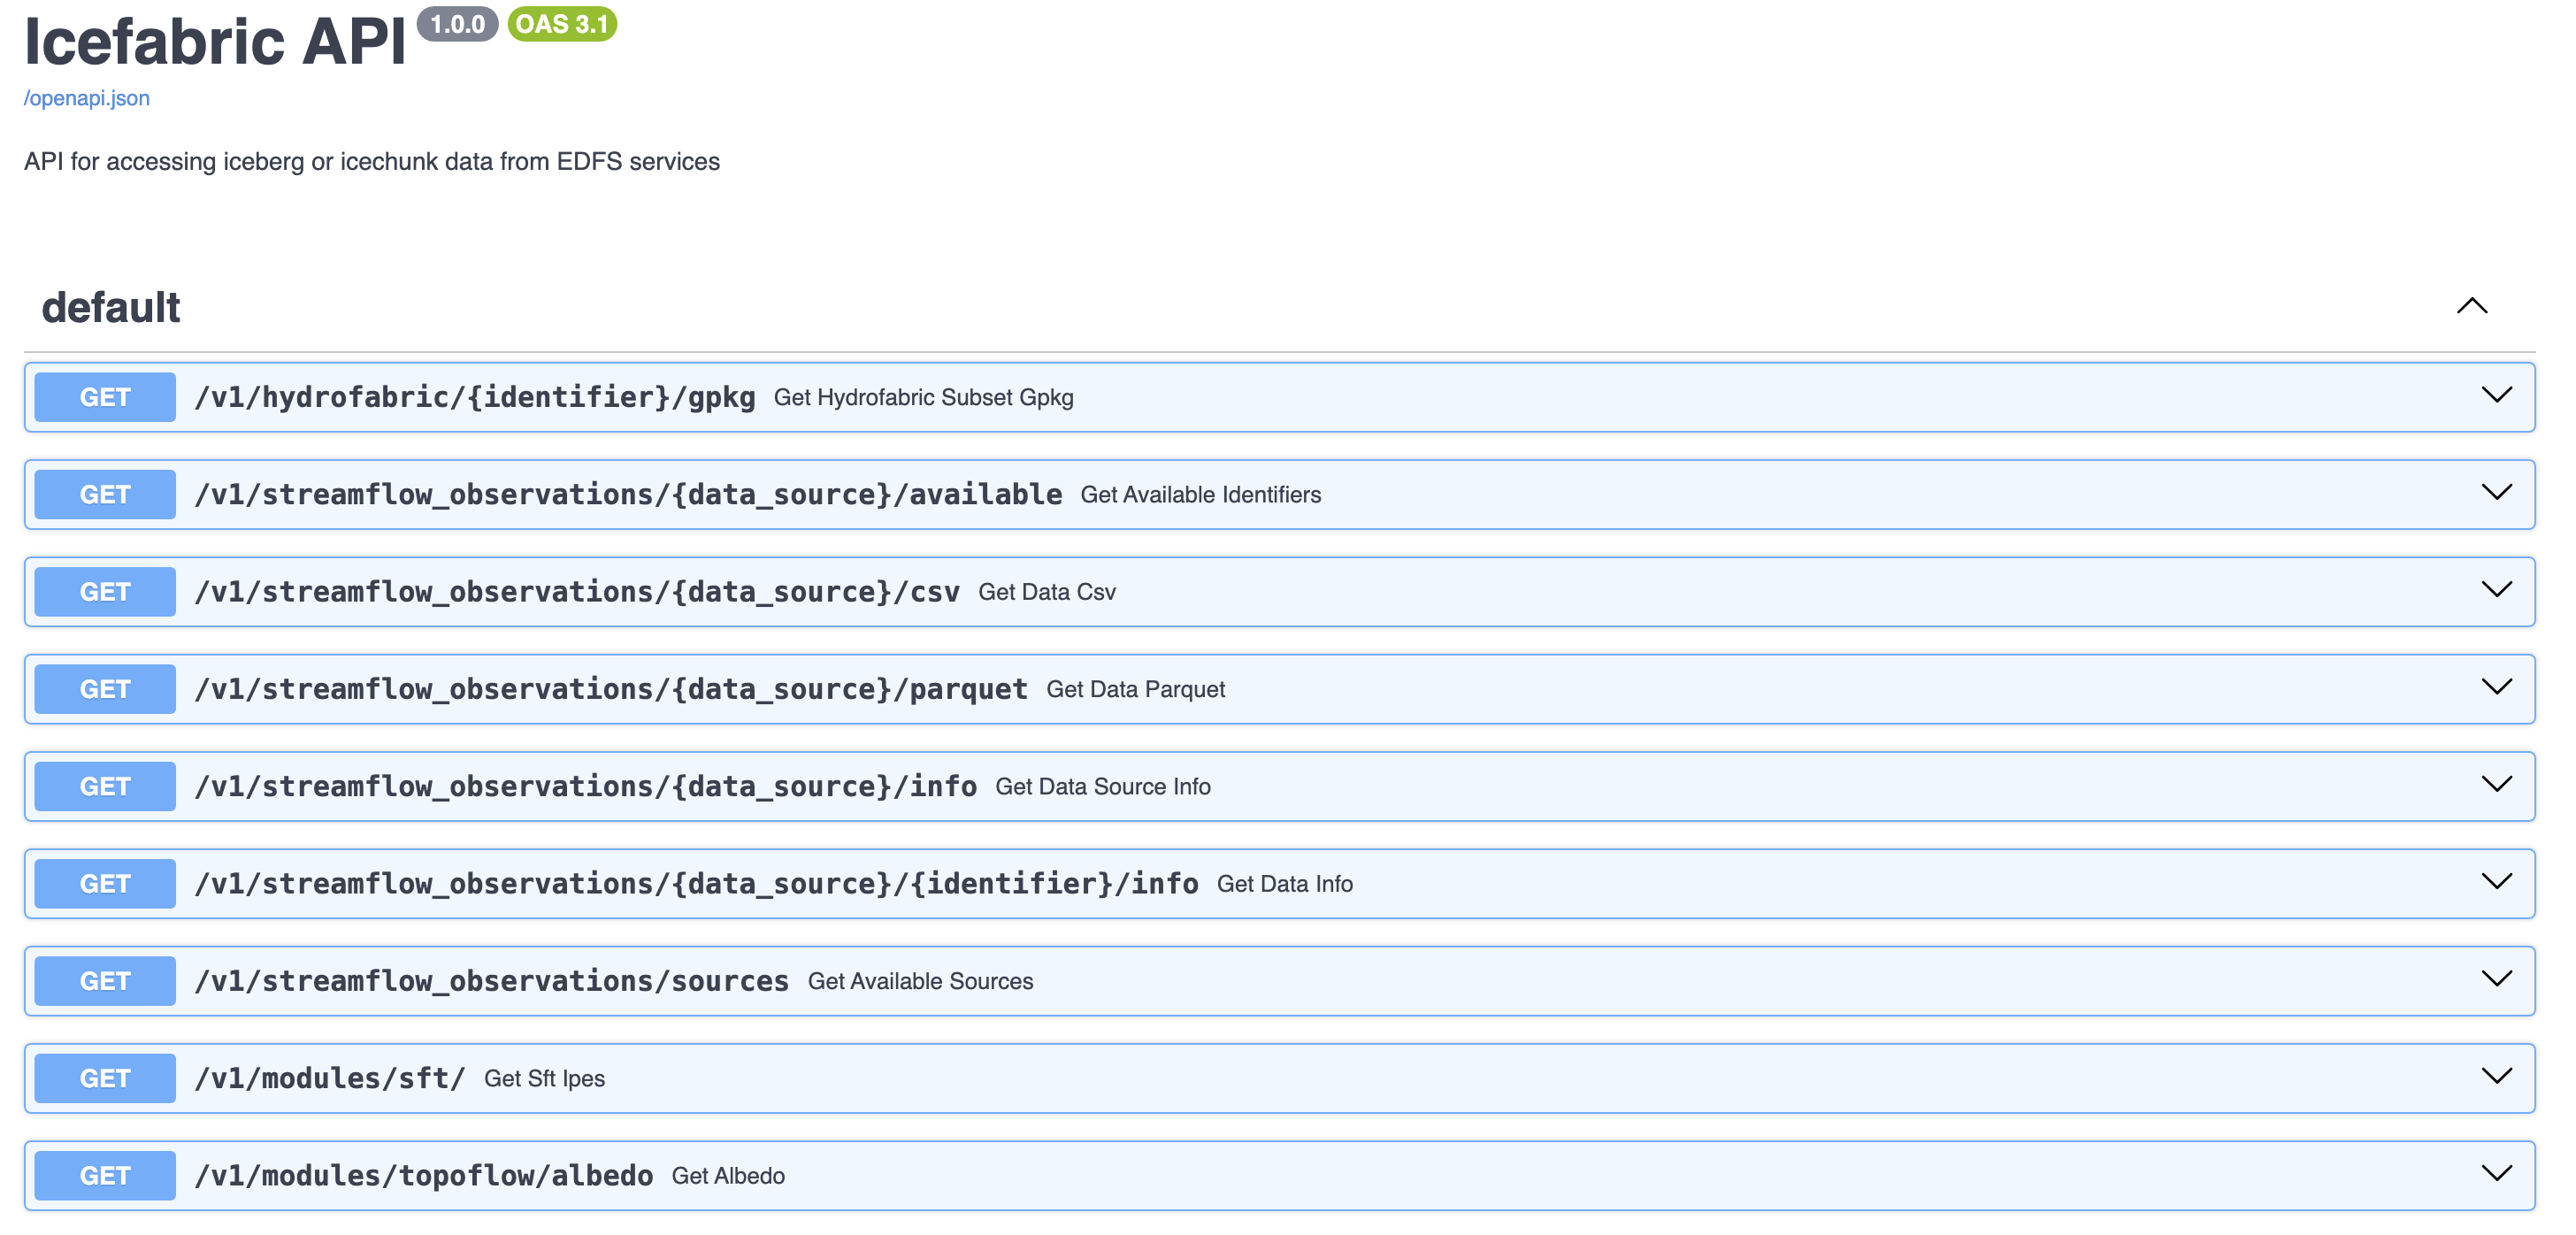 Icefabric API 1.0.0 OAS 3.1
/openapi.json
API for accessing iceberg or icechunk data from EDFS services
default
GET /v1/hydrofabric/{identifier}/gpkg Get Hydrofabric Subset Gpkg
GET /v1/streamflow_observations/{data_source}/available Get Available Identifiers
GET /v1/streamflow_observations/{data_source}/csv Get Data Csv
GET /v1/streamflow_observations/{data_source}/parquet Get Data Parquet
GET /v1/streamflow_observations/{data_source}/info Get Data Source Info
GET /v1/streamflow_observations/{data_source}/{identifier}/info Get Data Info
GET /v1/streamflow_observations/sources Get Available Sources
GET /v1/modules/sft/ Get Sft Ipes
GET /v1/modules/topoflow/albedo Get Albedo